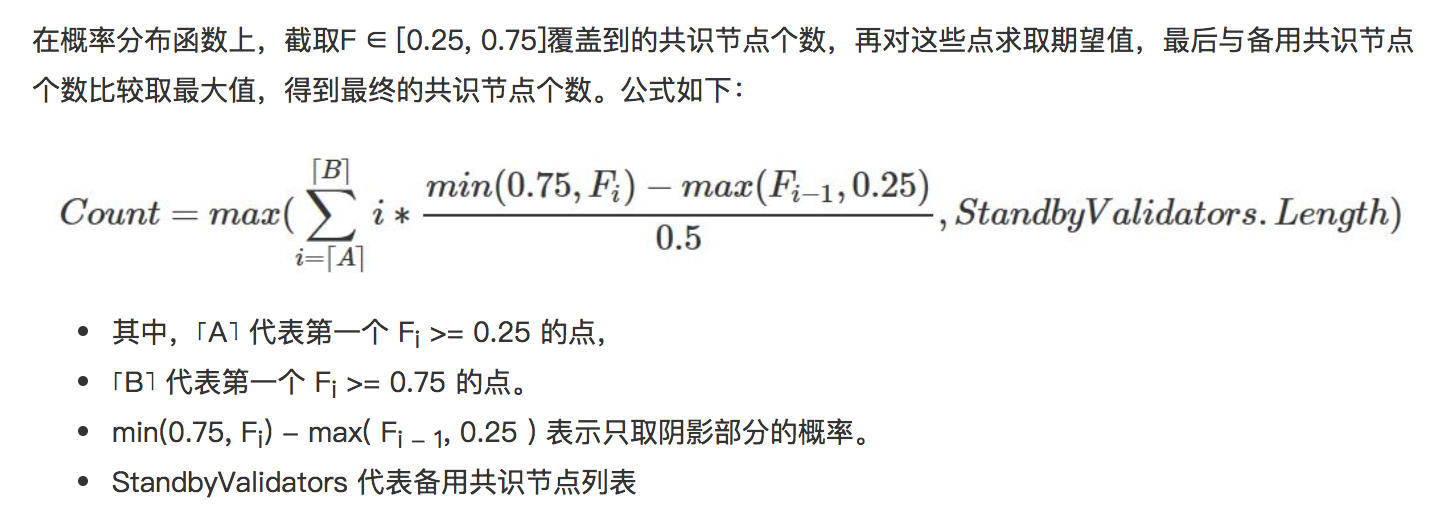 在概率分布函数上，截取F ∈ [0.25, 0.75]覆盖到的共识节点个数，再对这些点求取期望值，最后与备用共识节点
个数比较取最大值，得到最终的共识节点个数。公式如下：
Count = max( \sum_{i=⌈A⌉}^{⌈B⌉} i * \frac{min(0.75, F_i) − max(F_{i−1}, 0.25)}{0.5}, StandbyValidators.Length)
• 其中，⌈A⌉ 代表第一个 F_i >= 0.25 的点，
• ⌈B⌉ 代表第一个 F_i >= 0.75 的点。
• min(0.75, F_i) – max( F_{i – 1}, 0.25 ) 表示只取阴影部分的概率。
• StandbyValidators 代表备用共识节点列表